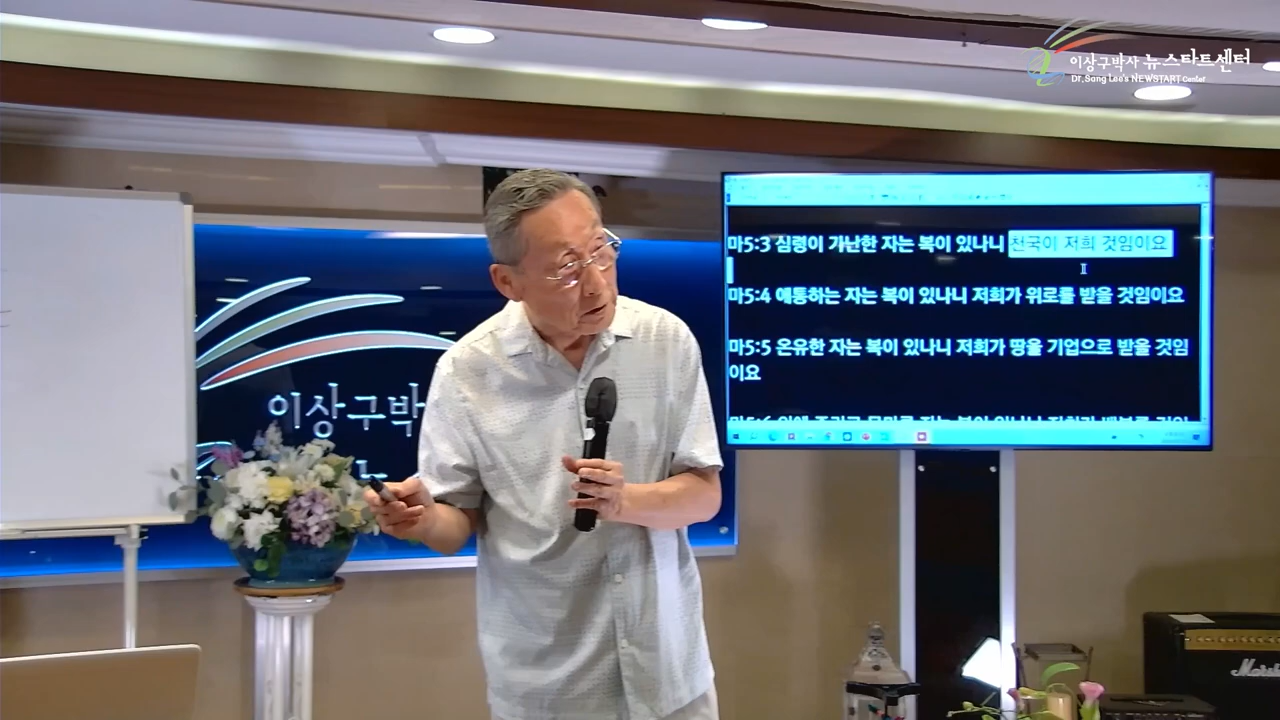 이상구박사 뉴스타트센터
Dr. Sang Lee's NEWSTART Center
마5:3 심령이 가난한 자는 복이 있나니 천국이 저희 것임이요
마5:4 애통하는 자는 복이 있나니 저희가 위로를 받을 것임이요
마5:5 온유한 자는 복이 있나니 저희가 땅을 기업으로 받을 것임
이요
이상구박
Marsha